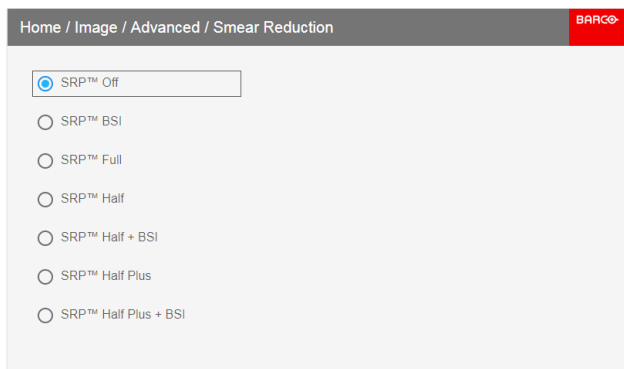 Home / Image / Advanced / Smear Reduction
BARCO
SRP™ Off
SRP™ BSI
SRP™ Full
SRP™ Half
SRP™ Half + BSI
SRP™ Half Plus
SRP™ Half Plus + BSI